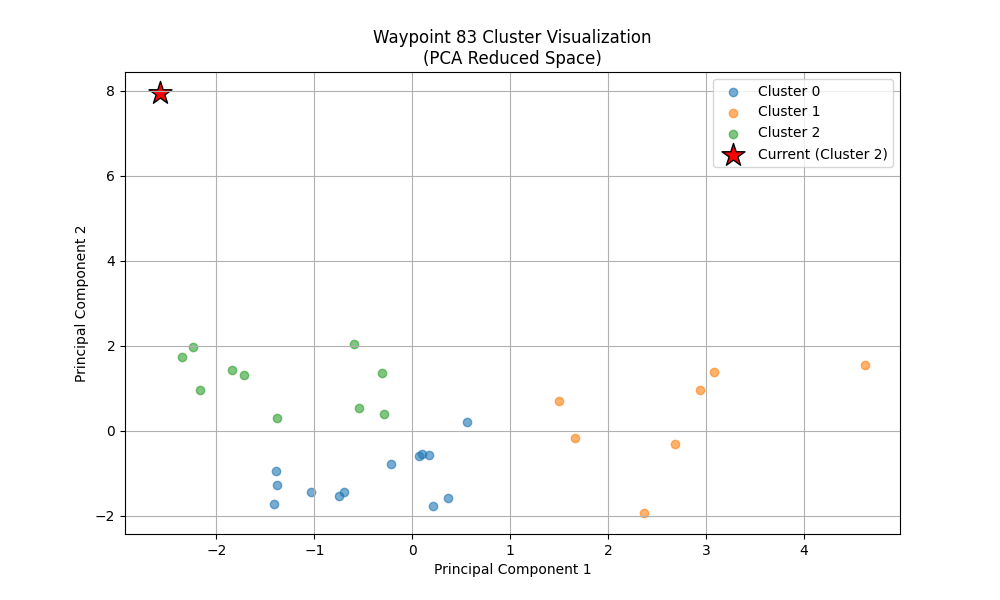 Waypoint 83 Cluster Visualization
(PCA Reduced Space)
Cluster 0
Cluster 1
Cluster 2
Current (Cluster 2)
Principal Component 2
8
6
4
2
0
−2
−2
−1
0
1
2
3
4
Principal Component 1